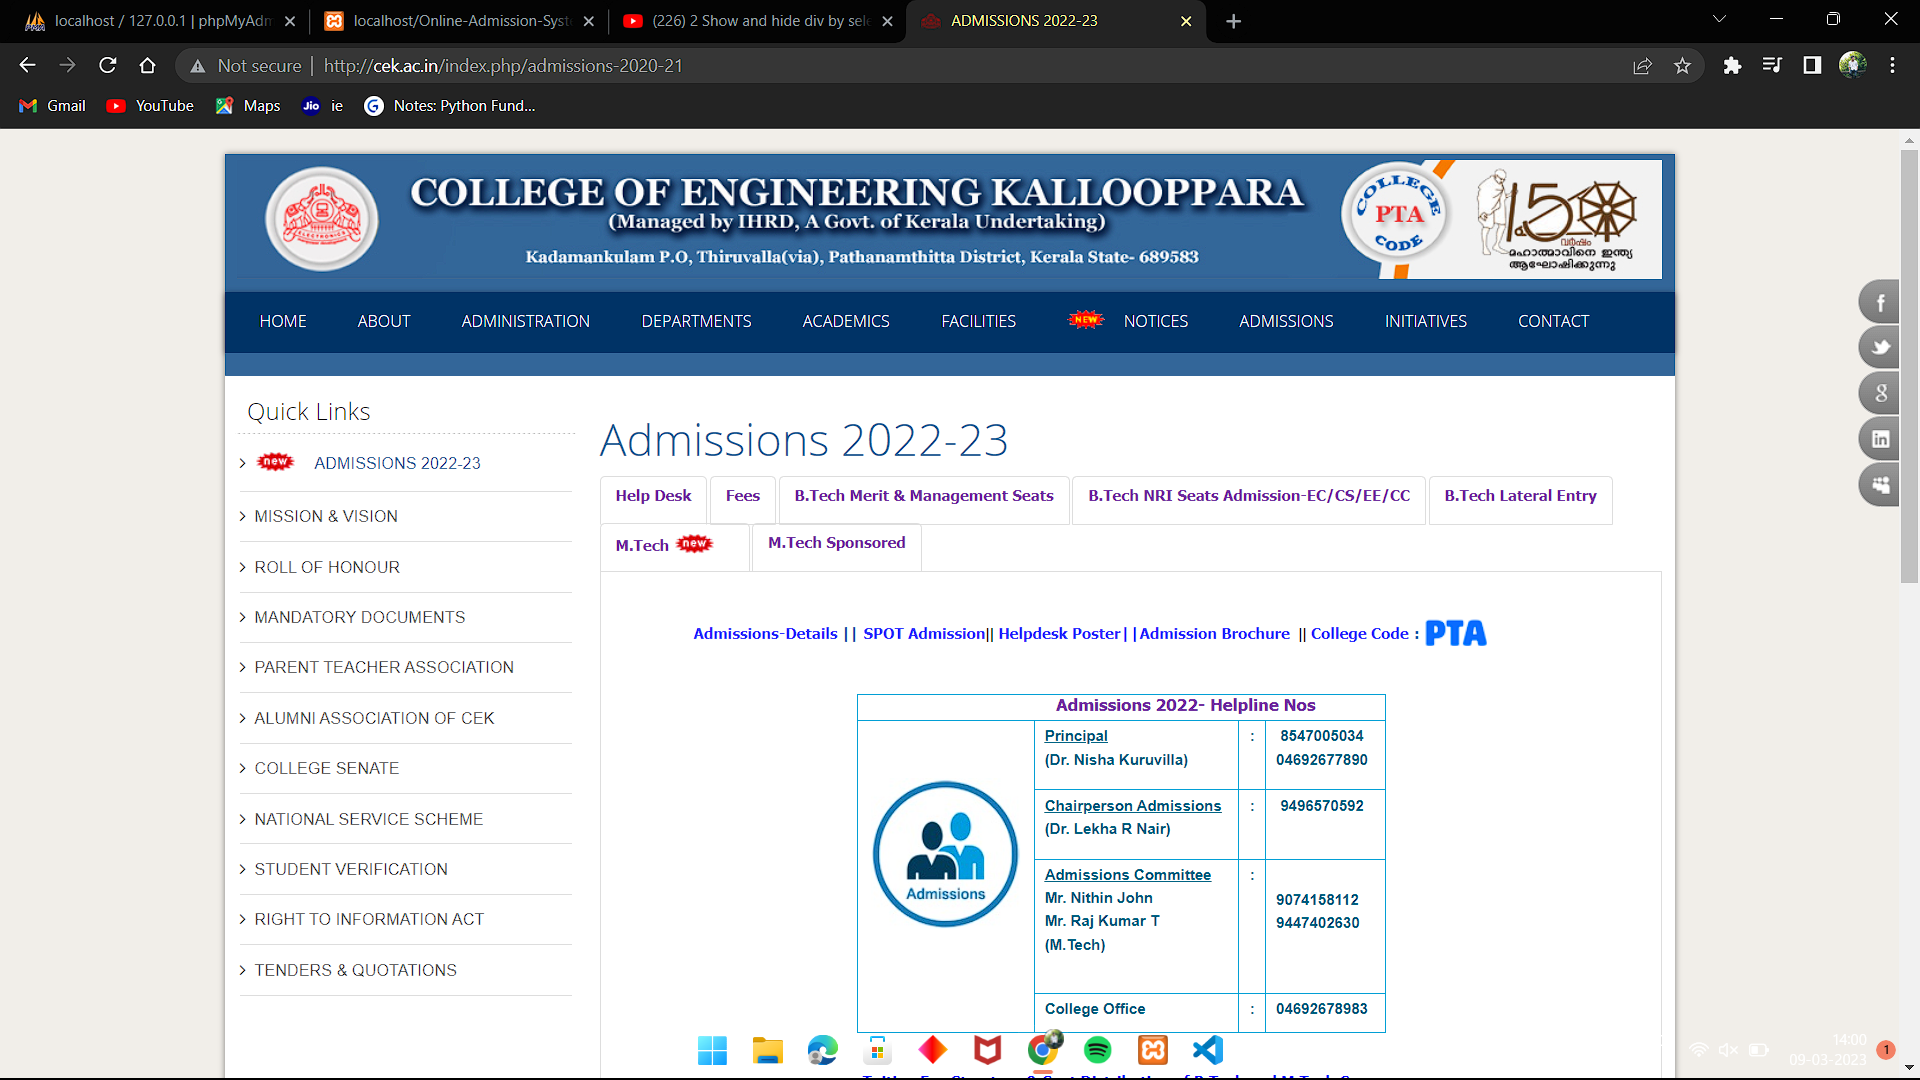 localhost / 127.0.0.1 | phpMyAdm
localhost/Online-Admission-Syst
(226) 2 Show and hide div by sele
ADMISSIONS 2022-23
Not secure | http://cek.ac.in/index.php/admissions-2020-21
Gmail
YouTube
Maps
Jio ie
Notes: Python Fund...
COLLEGE OF ENGINEERING KALLOOPPARA
(Managed by IHRD, A Govt. of Kerala Undertaking)
Kadamankulam P.O, Thiruvalla(via), Pathanamthitta District, Kerala State- 689583
ELECTRONICS
COLLEGE
PTA
CODE
150
വർഷം
മഹാത്മാവിനെ ഇന്ത്യ
ആഘോഷിക്കുന്നു
HOME
ABOUT
ADMINISTRATION
DEPARTMENTS
ACADEMICS
FACILITIES
NEW NOTICES
ADMISSIONS
INITIATIVES
CONTACT
Quick Links
new ADMISSIONS 2022-23
MISSION & VISION
ROLL OF HONOUR
MANDATORY DOCUMENTS
PARENT TEACHER ASSOCIATION
ALUMNI ASSOCIATION OF CEK
COLLEGE SENATE
NATIONAL SERVICE SCHEME
STUDENT VERIFICATION
RIGHT TO INFORMATION ACT
TENDERS & QUOTATIONS
Admissions 2022-23
Help Desk
Fees
B.Tech Merit & Management Seats
B.Tech NRI Seats Admission-EC/CS/EE/CC
B.Tech Lateral Entry
M.Tech new
M.Tech Sponsored
Admissions-Details || SPOT Admission|| Helpdesk Poster||Admission Brochure || College Code : PTA
Admissions 2022- Helpline Nos
Admissions
Principal : 8547005034
(Dr. Nisha Kuruvilla) 04692677890
Chairperson Admissions : 9496570592
(Dr. Lekha R Nair)
Admissions Committee :
Mr. Nithin John 9074158112
Mr. Raj Kumar T 9447402630
(M.Tech)
College Office : 04692678983
14:00
09-03-2023
1